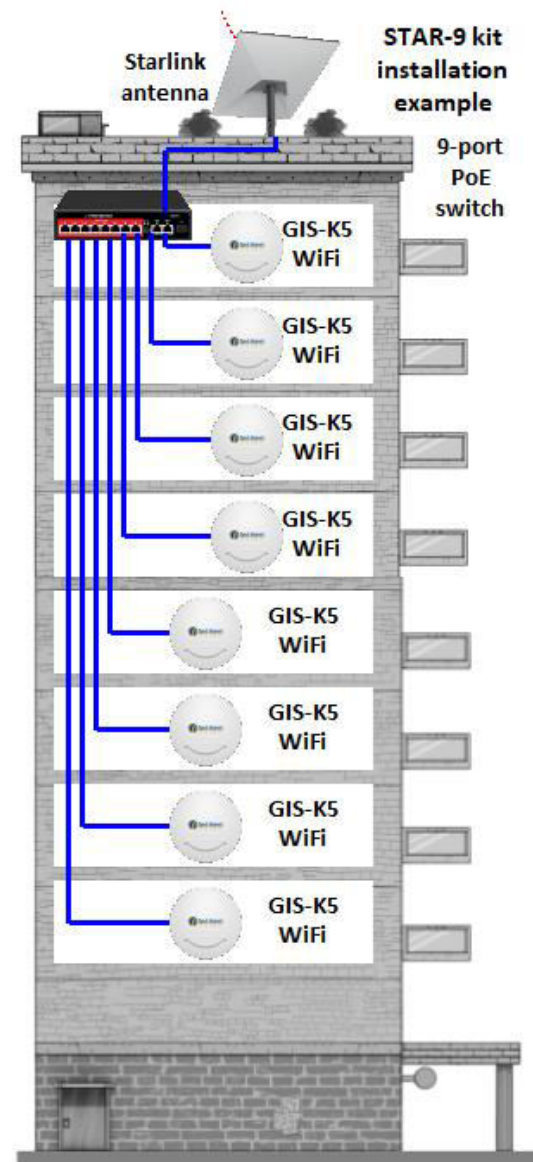 Starlink
antenna
STAR-9 kit
installation
example
9-port
PoE
switch
GIS-K5
WiFi
GIS-K5
WiFi
GIS-K5
WiFi
GIS-K5
WiFi
GIS-K5
WiFi
GIS-K5
WiFi
GIS-K5
WiFi
GIS-K5
WiFi